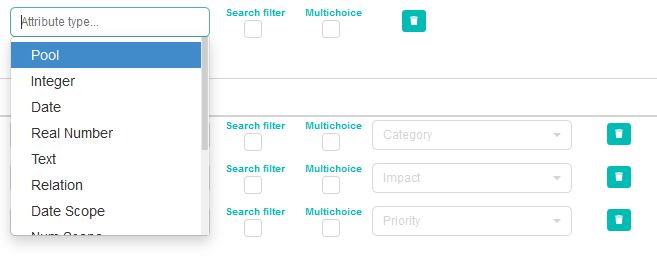 Attribute type... Search filter Multichoice
Pool
Integer
Date
Real Number Search filter Multichoice Category
Text
Relation Search filter Multichoice Impact
Date Scope Search filter Multichoice Priority